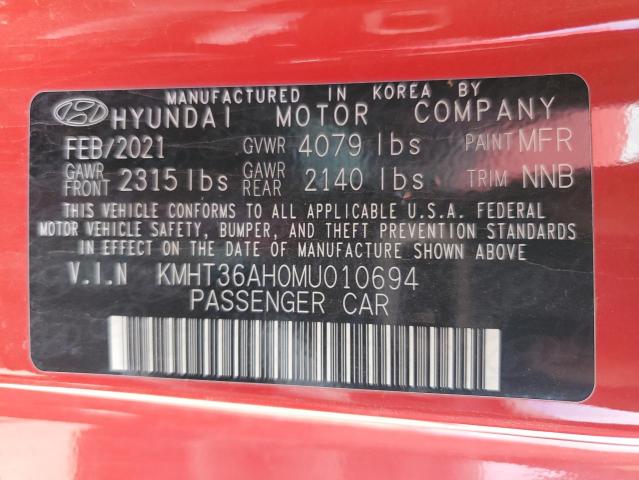 MANUFACTURED IN KOREA BY
HYUNDAI MOTOR COMPANY
FEB/2021 GVWR 4079 lbs PAINT MFR
GAWR FRONT 2315 lbs GAWR REAR 2140 lbs TRIM NNB
THIS VEHICLE CONFORMS TO ALL APPLICABLE U.S.A. FEDERAL
MOTOR VEHICLE SAFETY, BUMPER, AND THEFT PREVENTION STANDARDS
IN EFFECT ON THE DATE OF MANUFACTURE SHOWN ABOVE
V.I.N KMHT36AH0MU010694
PASSENGER CAR